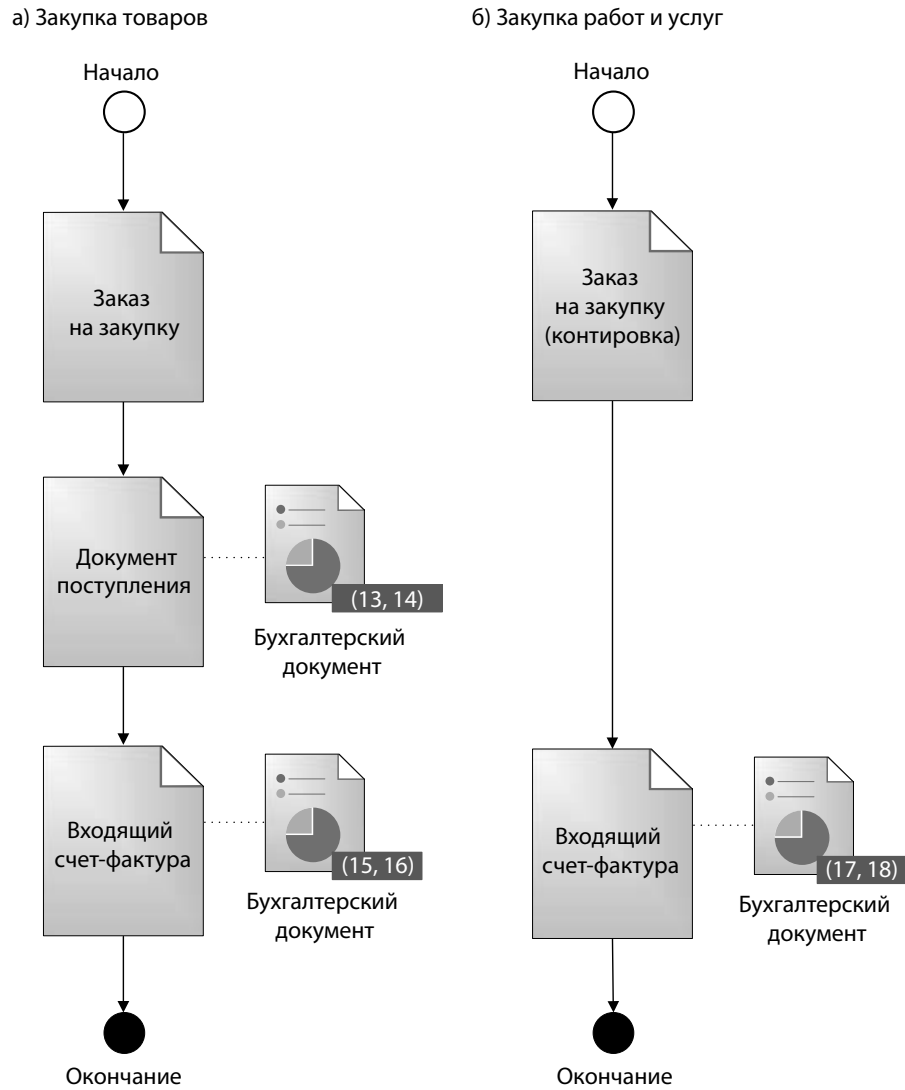 а) Закупка товаров
Начало
Заказ
на закупку
Документ
поступления
(13, 14)
Бухгалтерский
документ
Входящий
счет-фактура
(15, 16)
Бухгалтерский
документ
Окончание
б) Закупка работ и услуг
Начало
Заказ
на закупку
(контировка)
Входящий
счет-фактура
(17, 18)
Бухгалтерский
документ
Окончание